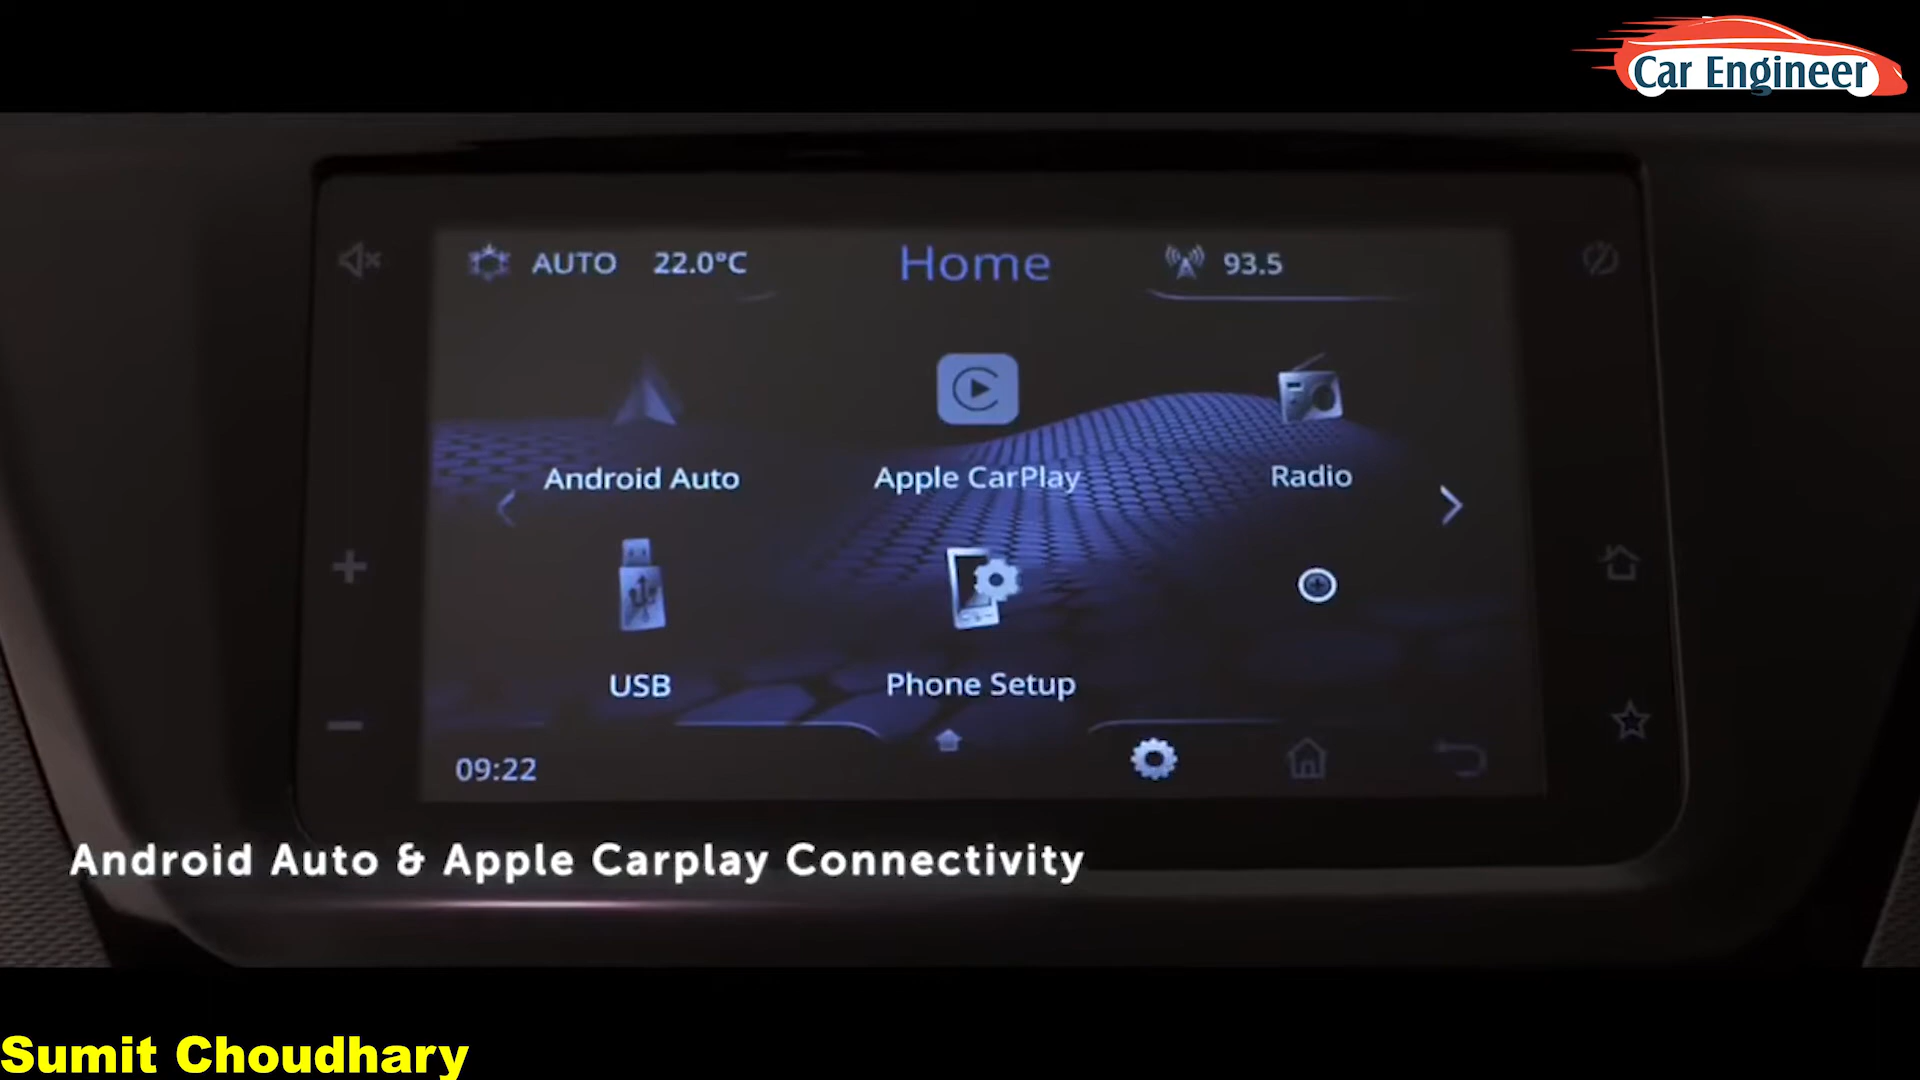 Car Engineer
AUTO 22.0°C Home 93.5
Android Auto Apple CarPlay Radio
USB Phone Setup
09:22
Android Auto & Apple Carplay Connectivity
Sumit Choudhary